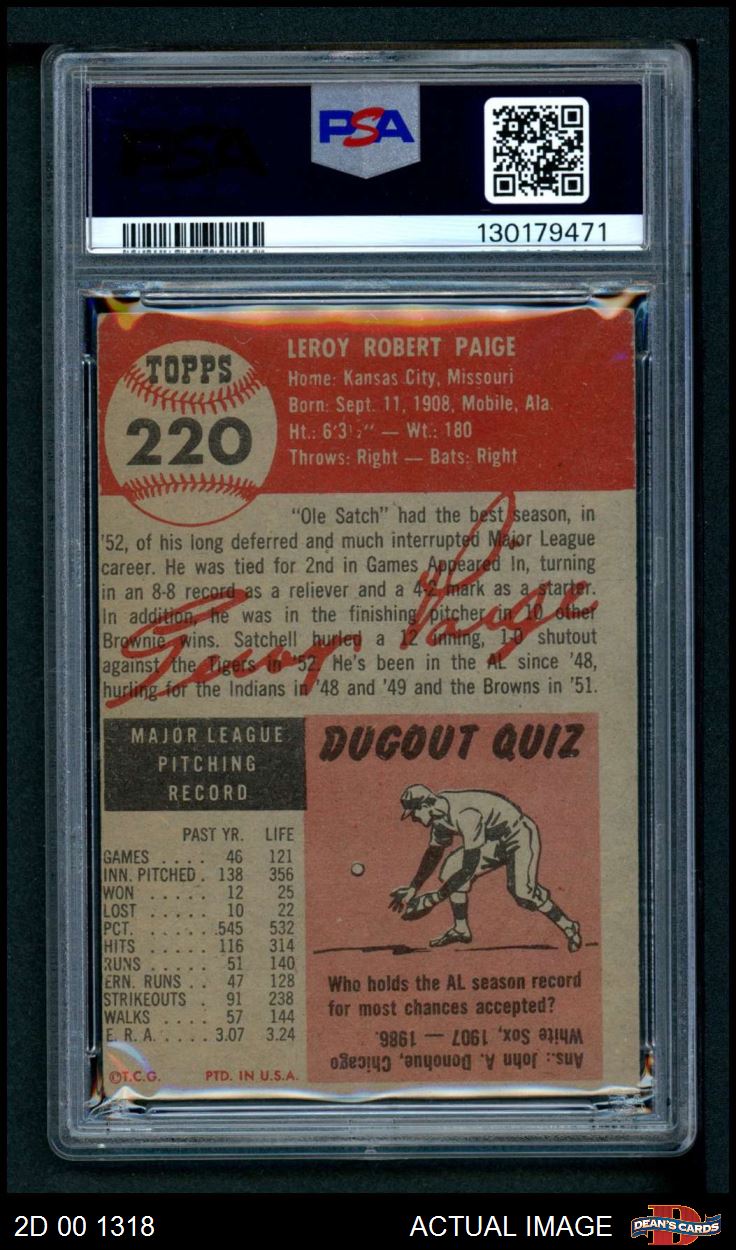 PSA
130179471
TOPPS
220
LEROY ROBERT PAIGE
Home: Kansas City, Missouri
Born: Sept. 11, 1908, Mobile, Ala.
Ht.: 6'3½" — Wt.: 180
Throws: Right — Bats: Right
"Ole Satch" had the best season, in
'52, of his long deferred and much interrupted Major League
career. He was tied for 2nd in Games Appeared In, turning
in an 8-8 record as a reliever and a 4-2 mark as a starter.
In addition, he was in the finishing pitcher in 10 other
Brownie wins. Satchell hurled a 12 inning, 1-0 shutout
against the Tigers in '52. He's been in the AL since '48,
hurling for the Indians in '48 and '49 and the Browns in '51.
Leroy Paige
MAJOR LEAGUE
PITCHING
RECORD
PAST YR. LIFE
GAMES .... 46 121
INN. PITCHED . 138 356
WON ..... 12 25
LOST ..... 10 22
PCT. ..... .545 532
HITS ..... 116 314
RUNS ..... 51 140
ERN. RUNS .. 47 128
STRIKEOUTS . 91 238
WALKS .... 57 144
E. R. A. .... 3.07 3.24
©T.C.G. PTD. IN U.S.A.
DUGOUT QUIZ
Who holds the AL season record
for most chances accepted?
Ans.: John A. Donohue, Chicago
White Sox, 1907 — 1986.
2D 00 1318
ACTUAL IMAGE
DEAN'S CARDS